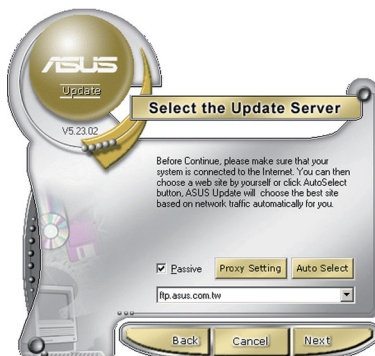 ASUS
Update
V5.23.02
Select the Update Server
Before Continue, please make sure that your
system is connected to the Internet. You can then
choose a web site by yourself or click AutoSelect
button, ASUS Update will choose the best site
based on network traffic automatically for you.
Passive
Proxy Setting
Auto Select
ftp.asus.com.tw
Back
Cancel
Next